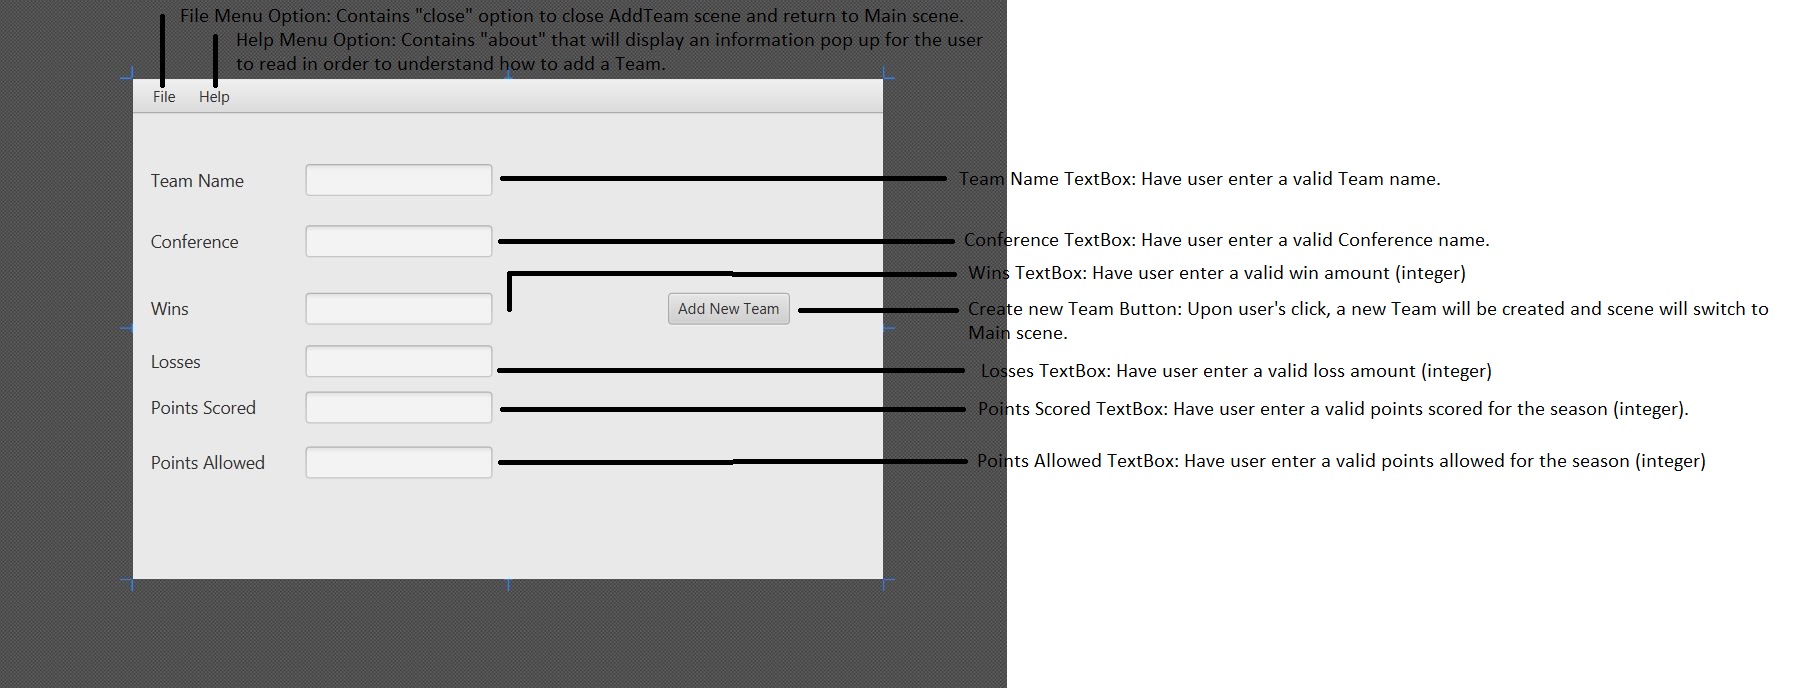 File Menu Option: Contains "close" option to close AddTeam scene and return to Main scene.
Help Menu Option: Contains "about" that will display an information pop up for the user
to read in order to understand how to add a Team.
File Help
Team Name
Team Name TextBox: Have user enter a valid Team name.
Conference
Conference TextBox: Have user enter a valid Conference name.
Wins TextBox: Have user enter a valid win amount (integer)
Wins
Add New Team
Create new Team Button: Upon user's click, a new Team will be created and scene will switch to
Main scene.
Losses
Losses TextBox: Have user enter a valid loss amount (integer)
Points Scored
Points Scored TextBox: Have user enter a valid points scored for the season (integer).
Points Allowed
Points Allowed TextBox: Have user enter a valid points allowed for the season (integer)